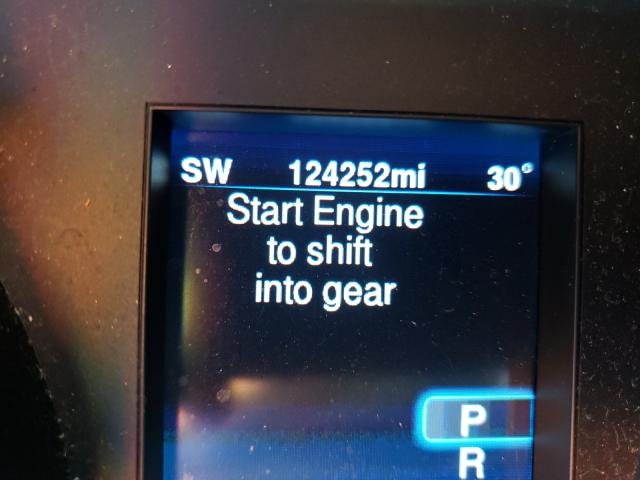 SW 124252mi 30°
Start Engine
to shift
into gear
P
R